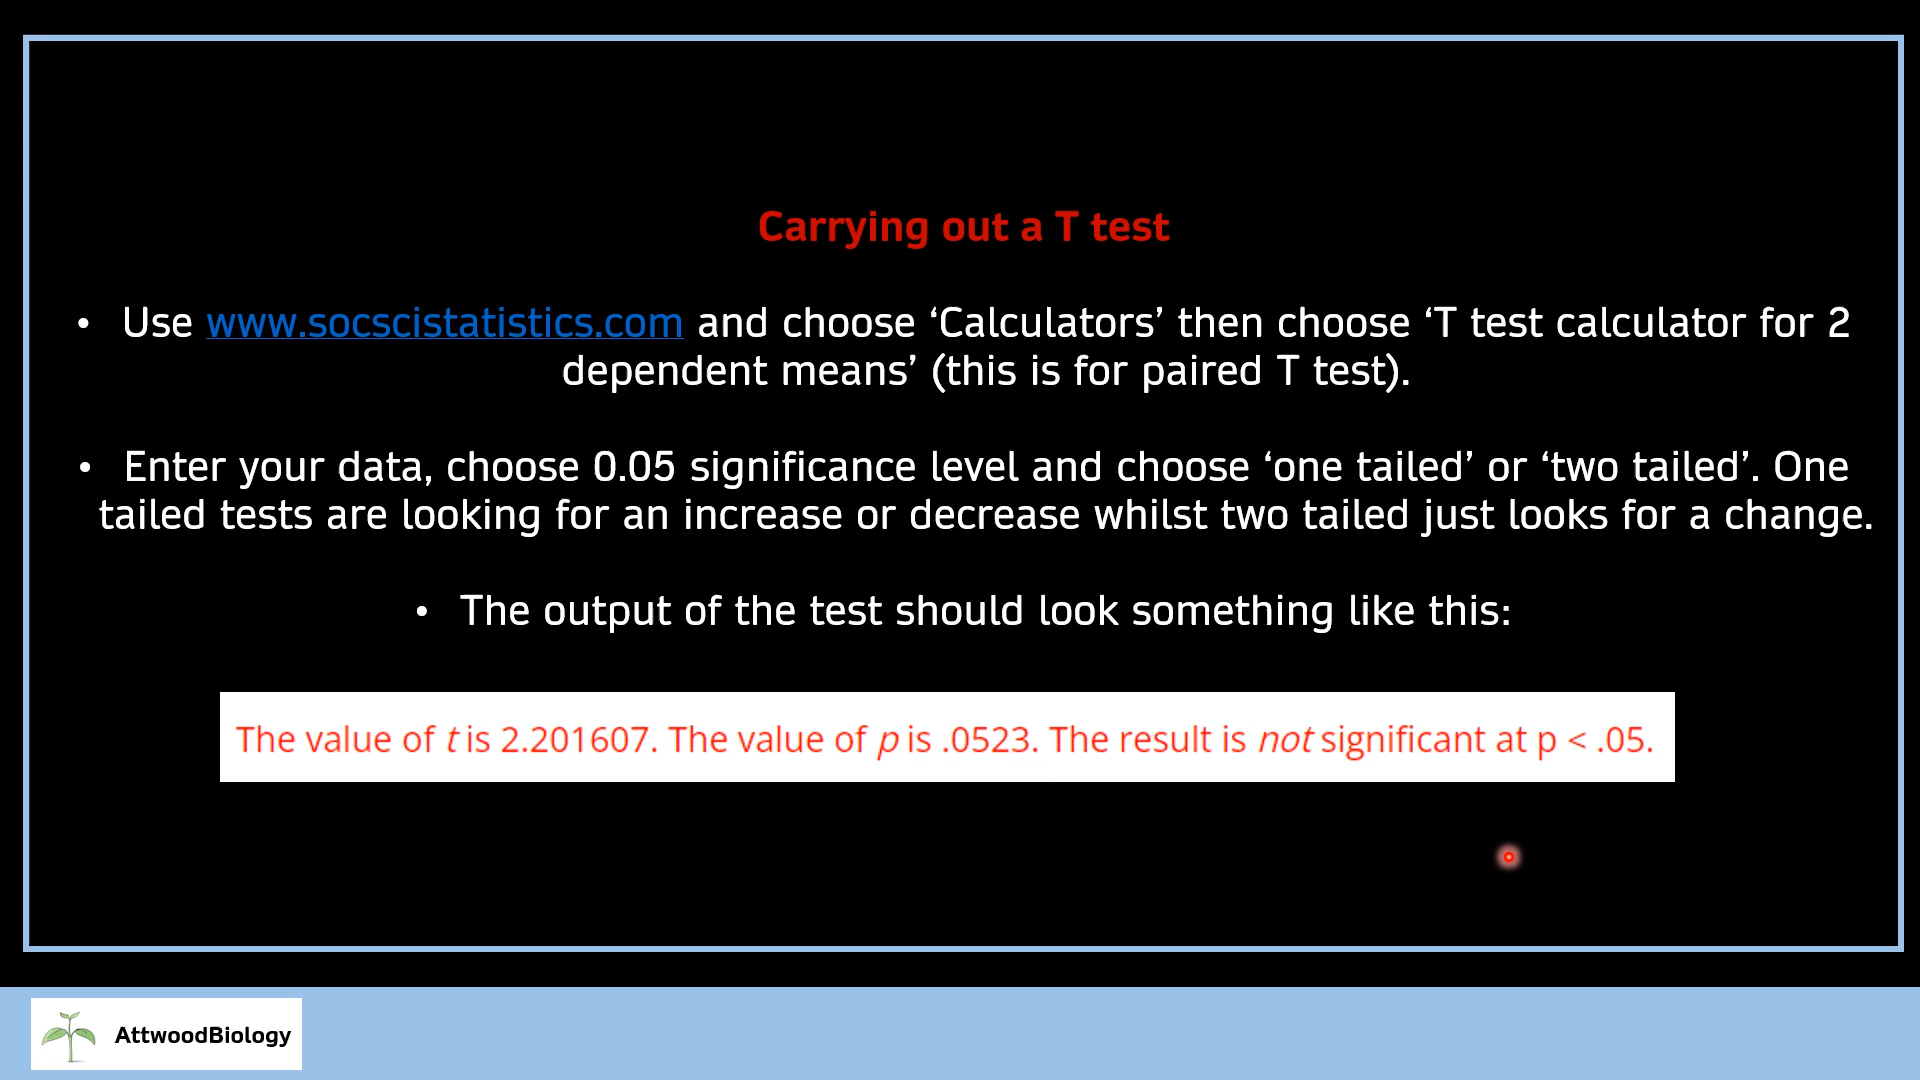 Carrying out a T test
• Use www.socscistatistics.com and choose ‘Calculators’ then choose ‘T test calculator for 2
dependent means’ (this is for paired T test).
• Enter your data, choose 0.05 significance level and choose ‘one tailed’ or ‘two tailed’. One
tailed tests are looking for an increase or decrease whilst two tailed just looks for a change.
• The output of the test should look something like this:
The value of t is 2.201607. The value of p is .0523. The result is not significant at p < .05.
AttwoodBiology